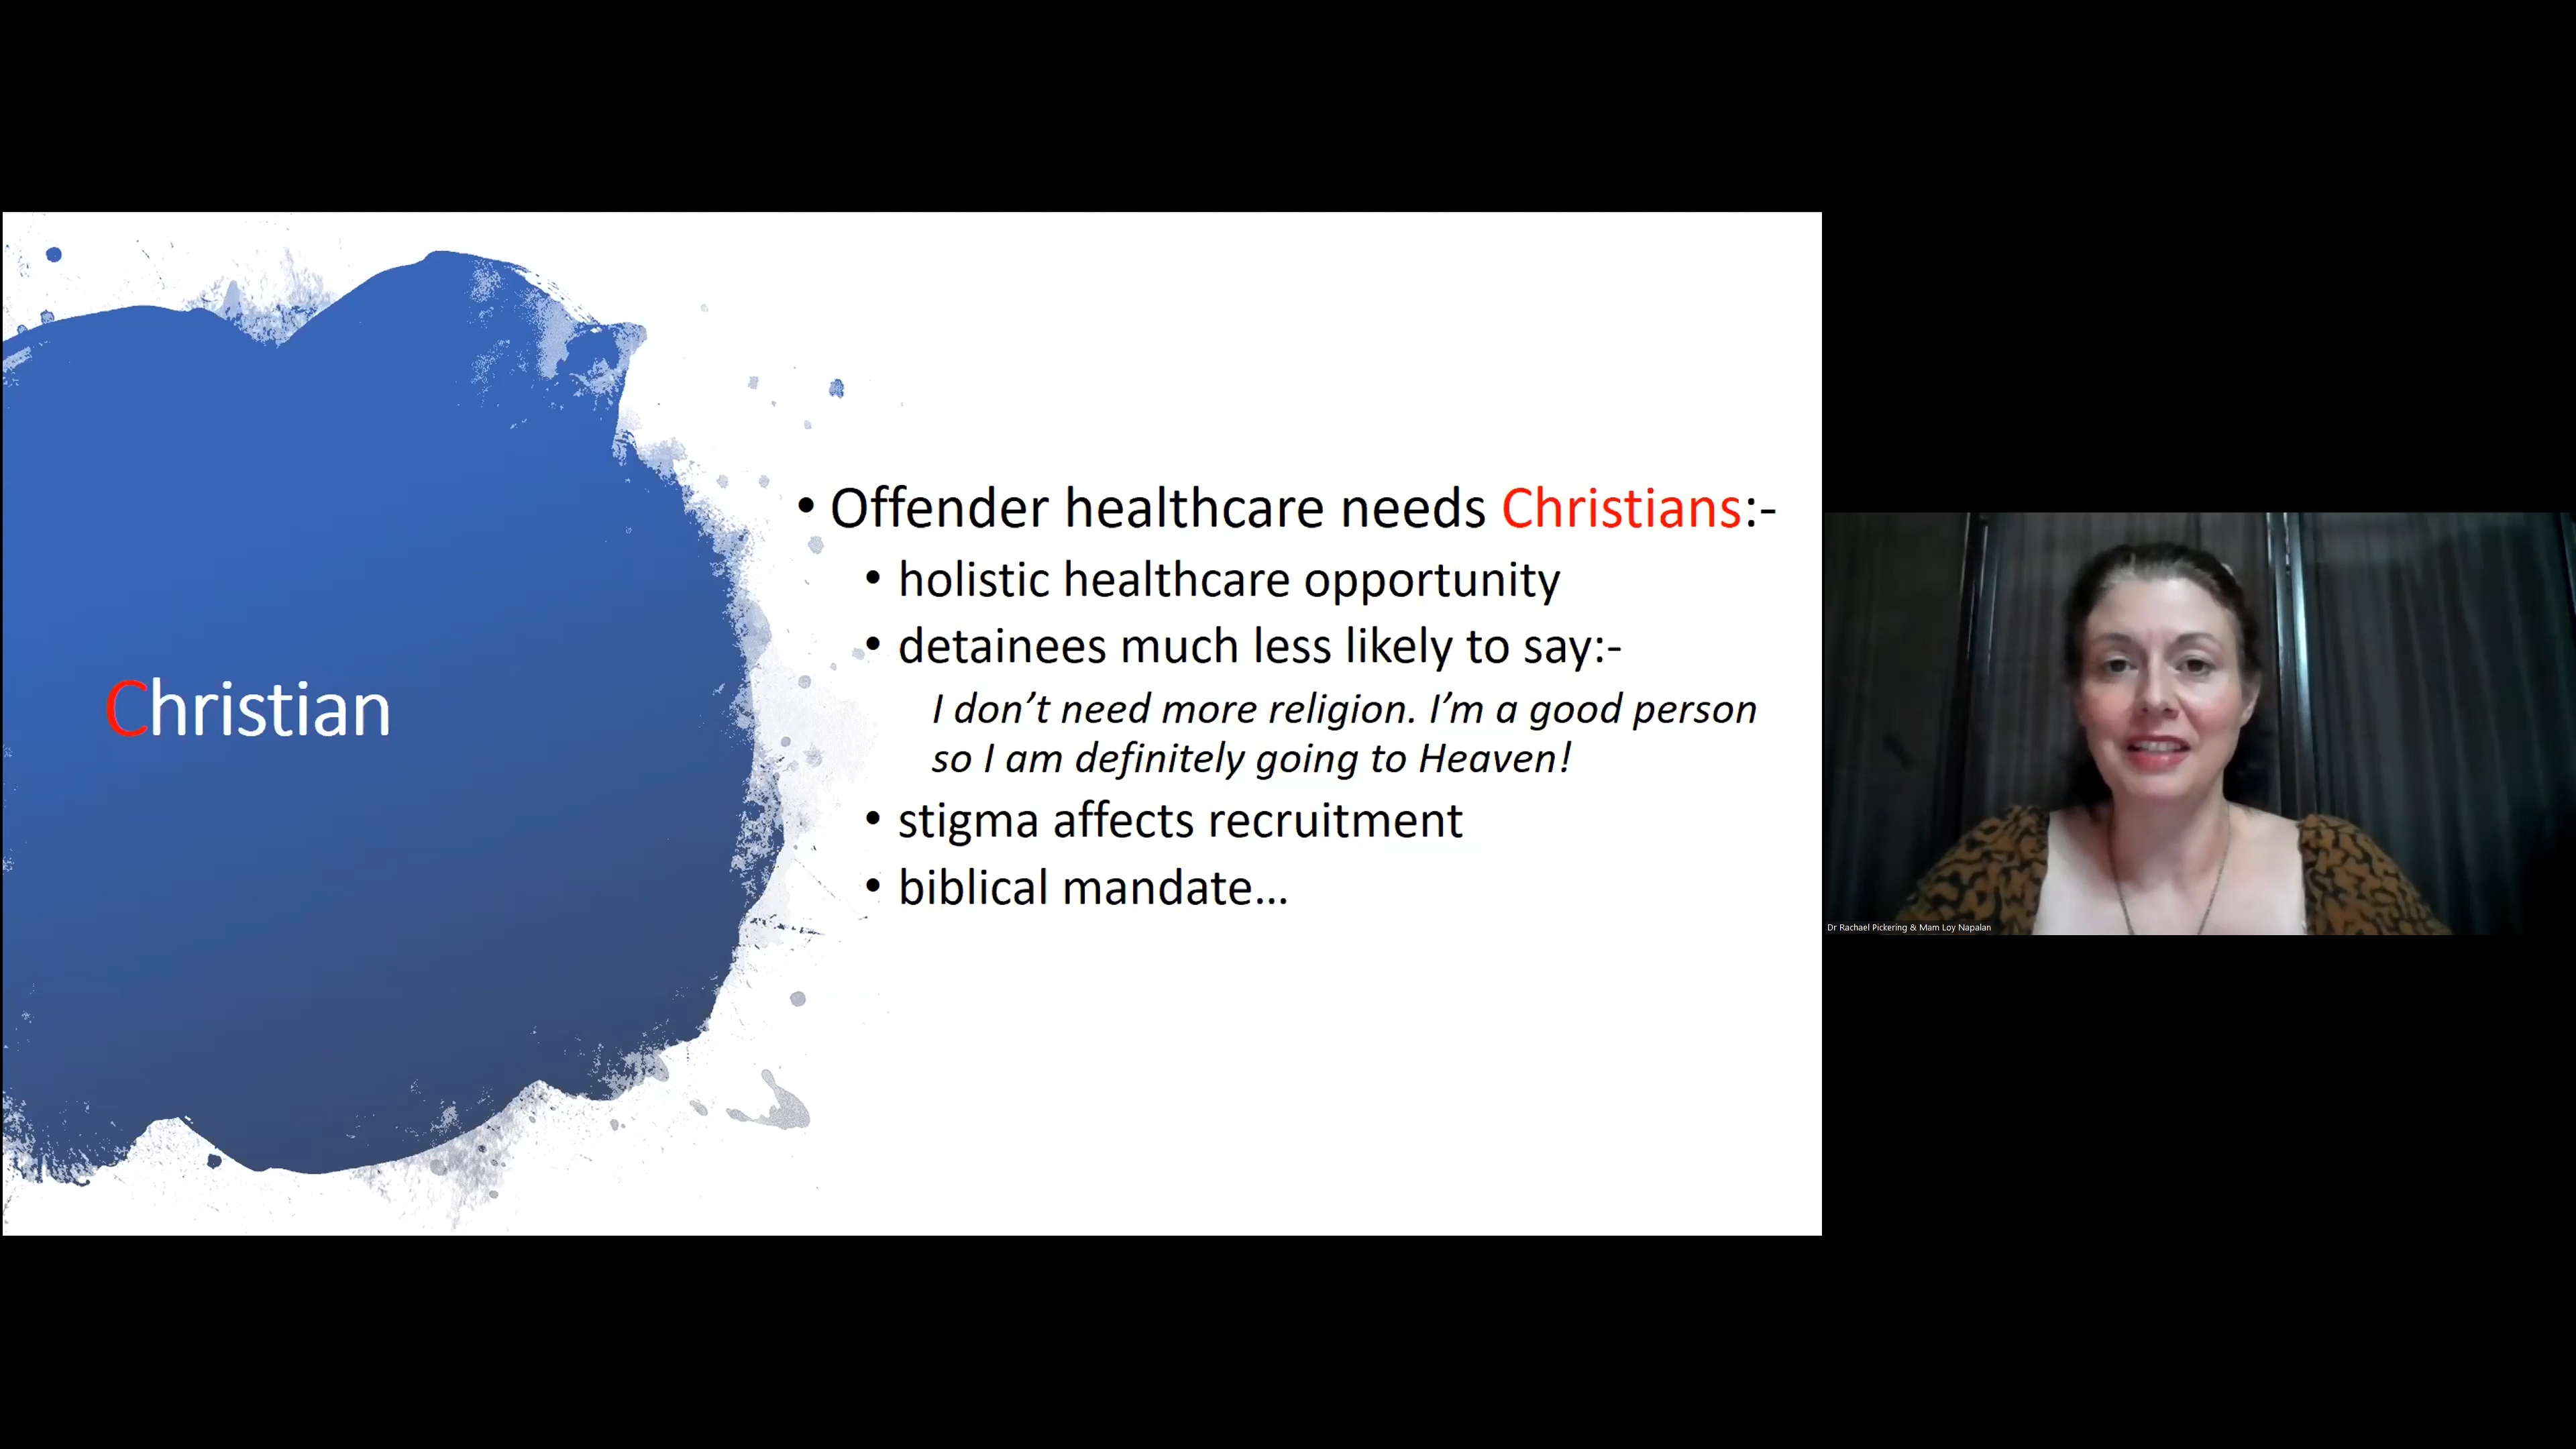 Christian
• Offender healthcare needs Christians:-
• holistic healthcare opportunity
• detainees much less likely to say:-
I don’t need more religion. I’m a good person
so I am definitely going to Heaven!
• stigma affects recruitment
• biblical mandate…
Dr Rachael Pickering & Mam Loy Napalan